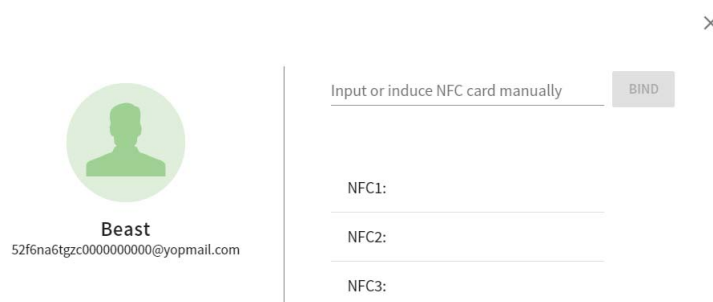 Input or induce NFC card manually
BIND
Beast
52f6na6tgzc0000000000@yopmail.com
NFC1:
NFC2:
NFC3: